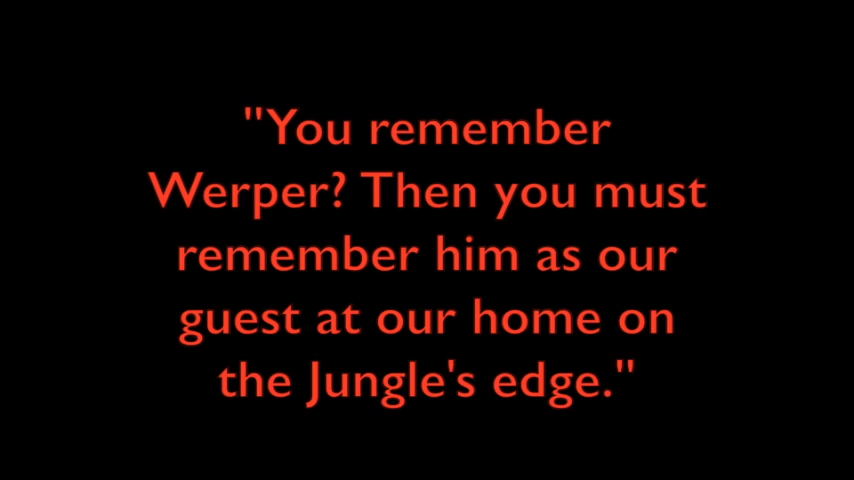 "You remember
Werper? Then you must
remember him as our
guest at our home on
the Jungle's edge."